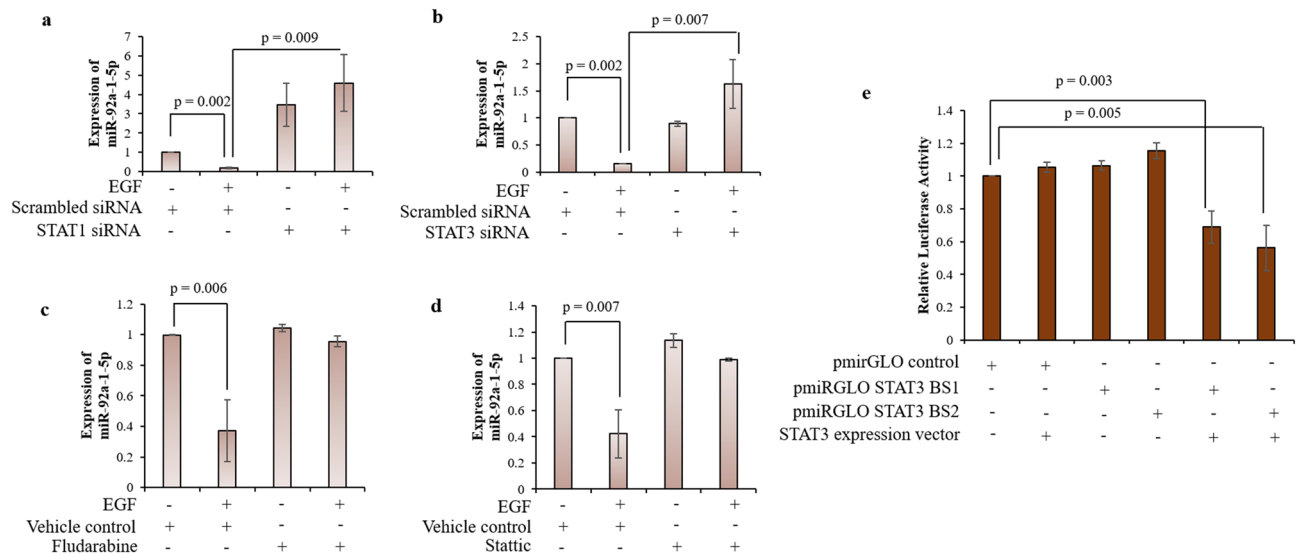 a
p = 0.009
p = 0.002
Expression of
miR-92a-1-5p
7
6
5
4
3
2
1
0
EGF - + - +
Scrambled siRNA + + - -
STAT1 siRNA - - + +
b
p = 0.007
p = 0.002
Expression of
miR-92a-1-5p
2.5
2
1.5
1
0.5
0
EGF - + - +
Scrambled siRNA + + - -
STAT3 siRNA - - + +
c
p = 0.006
Expression of
miR-92a-1-5p
1.2
1
0.8
0.6
0.4
0.2
0
EGF - + - +
Vehicle control + + - -
Fludarabine - - + +
d
p = 0.007
Expression of
miR-92a-1-5p
1.4
1.2
1
0.8
0.6
0.4
0.2
0
EGF - + - +
Vehicle control + + - -
Stattic - - + +
e
p = 0.003
p = 0.005
Relative Luciferase Activity
1.4
1.2
1
0.8
0.6
0.4
0.2
0
pmirGLO control + + - - - -
pmiRGLO STAT3 BS1 - - + - + -
pmiRGLO STAT3 BS2 - - - + - +
STAT3 expression vector - + - - + +